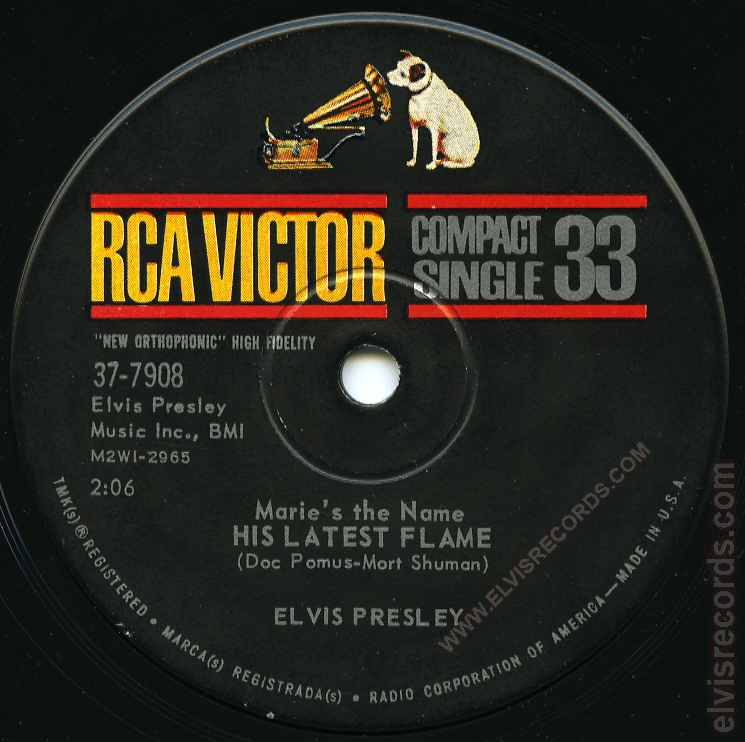 RCA VICTOR
COMPACT
SINGLE 33
"NEW ORTHOPHONIC" HIGH FIDELITY
37-7908
Elvis Presley
Music Inc., BMI
M2WI-2965
2:06
Marie's the Name
HIS LATEST FLAME
(Doc Pomus-Mort Shuman)
ELVIS PRESLEY
TMK(s) ® REGISTERED • MARCA(s) REGISTRADA(s) • RADIO CORPORATION OF AMERICA—MADE IN U.S.A.
WWW.ELVISRECORDS.COM
elvisrecords.com